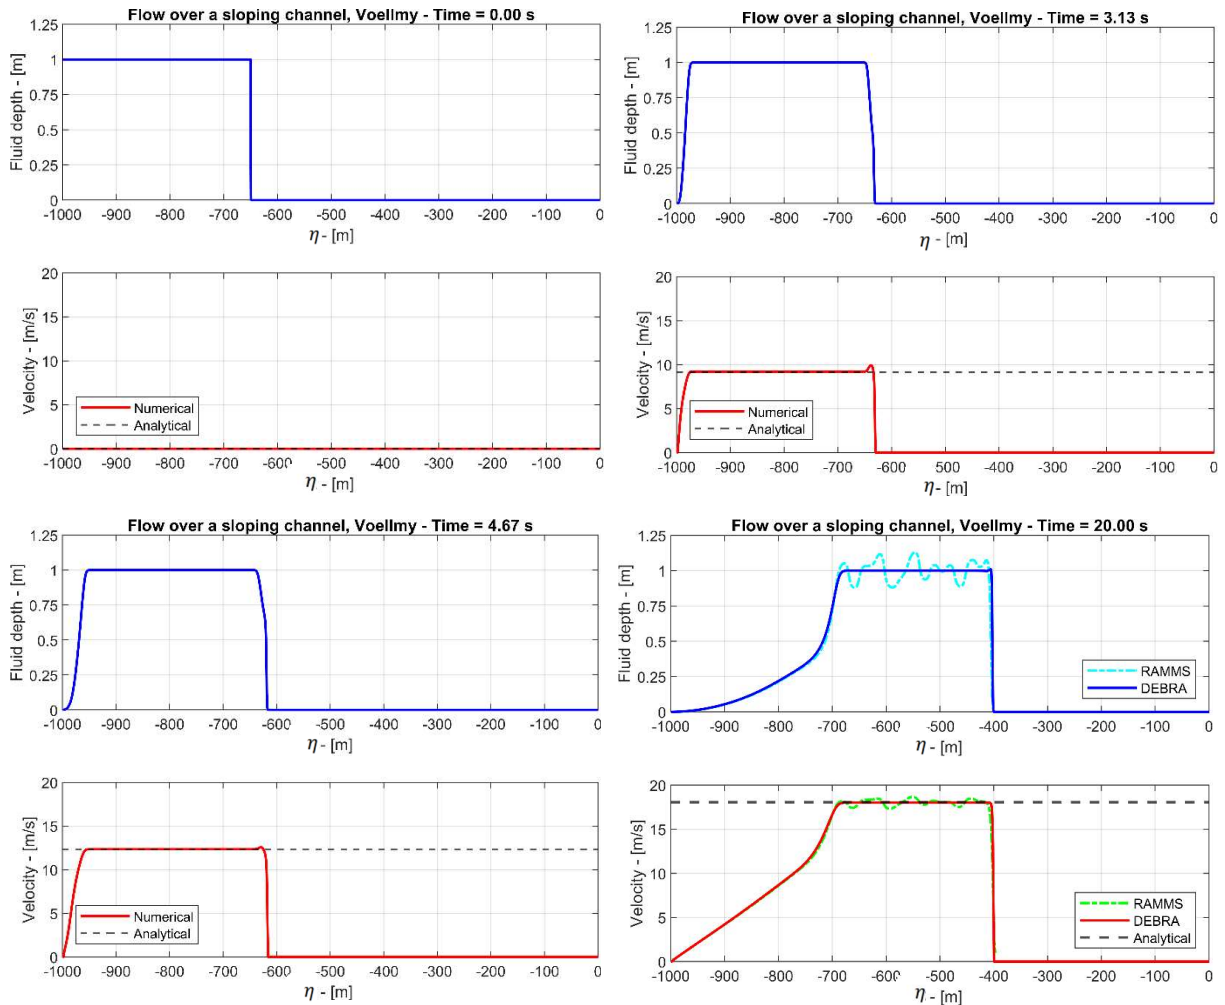 Flow over a sloping channel, Voellmy - Time = 0.00 s
Fluid depth - [m]
1.25
1
0.75
0.5
0.25
0
-1000 -900 -800 -700 -600 -500 -400 -300 -200 -100 0
η - [m]
Velocity - [m/s]
20
15
10
5
0
Numerical
Analytical
-1000 -900 -800 -700 -600 -500 -400 -300 -200 -100 0
η - [m]
Flow over a sloping channel, Voellmy - Time = 3.13 s
Fluid depth - [m]
1.25
1
0.75
0.5
0.25
0
-1000 -900 -800 -700 -600 -500 -400 -300 -200 -100 0
η - [m]
Velocity - [m/s]
20
15
10
5
0
Numerical
Analytical
-1000 -900 -800 -700 -600 -500 -400 -300 -200 -100 0
η - [m]
Flow over a sloping channel, Voellmy - Time = 4.67 s
Fluid depth - [m]
1.25
1
0.75
0.5
0.25
0
-1000 -900 -800 -700 -600 -500 -400 -300 -200 -100 0
η - [m]
Velocity - [m/s]
20
15
10
5
0
Numerical
Analytical
-1000 -900 -800 -700 -600 -500 -400 -300 -200 -100 0
η - [m]
Flow over a sloping channel, Voellmy - Time = 20.00 s
Fluid depth - [m]
1.25
1
0.75
0.5
0.25
0
RAMMS
DEBRA
-1000 -900 -800 -700 -600 -500 -400 -300 -200 -100 0
η - [m]
Velocity - [m/s]
20
15
10
5
0
RAMMS
DEBRA
Analytical
-1000 -900 -800 -700 -600 -500 -400 -300 -200 -100 0
η - [m]